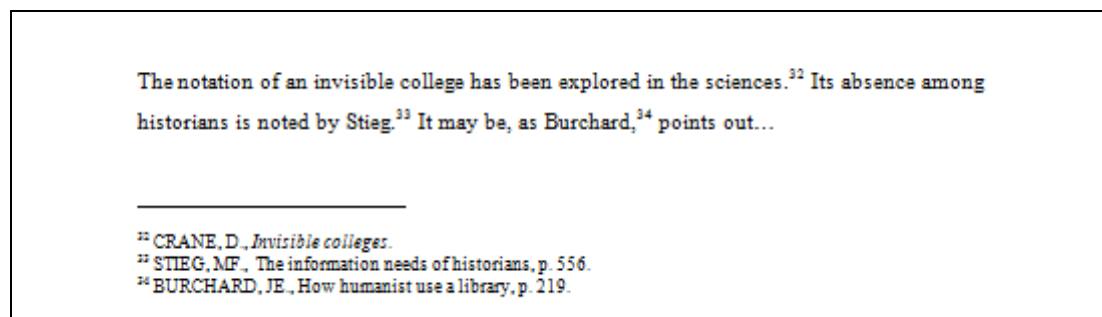 The notation of an invisible college has been explored in the sciences.³² Its absence among
historians is noted by Stieg.³³ It may be, as Burchard,³⁴ points out…
³² CRANE, D., Invisible colleges.
³³ STIEG, MF., The information needs of historians, p. 556.
³⁴ BURCHARD, JE., How humanist use a library, p. 219.